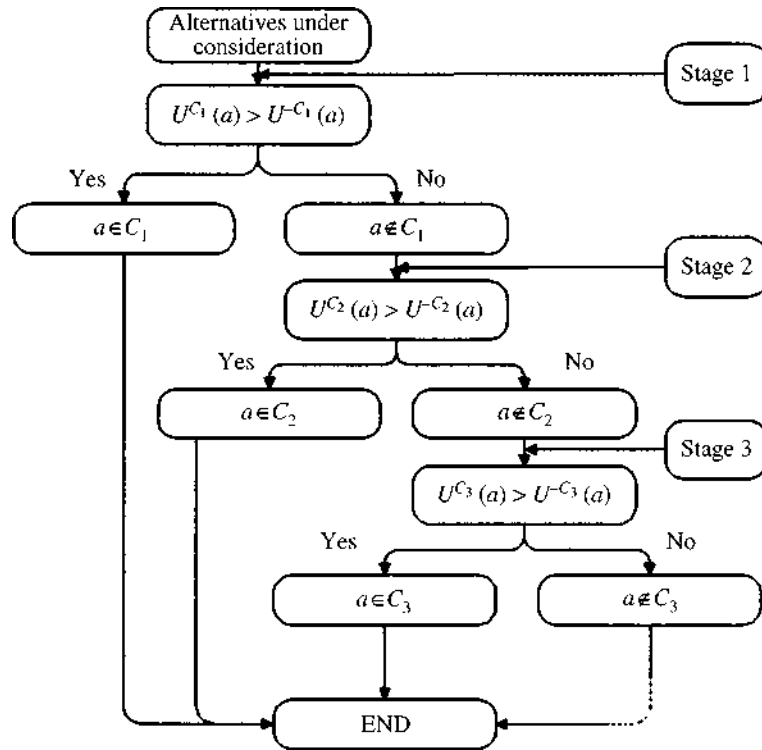 Alternatives under
consideration
Stage 1
U^{C_1}(a) > U^{¬C_1}(a)
Yes
No
a∈C_1
a∉C_1
Stage 2
U^{C_2}(a) > U^{¬C_2}(a)
Yes
No
a∈C_2
a∉C_2
Stage 3
U^{C_3}(a) > U^{¬C_3}(a)
Yes
No
a∈C_3
a∉C_3
END